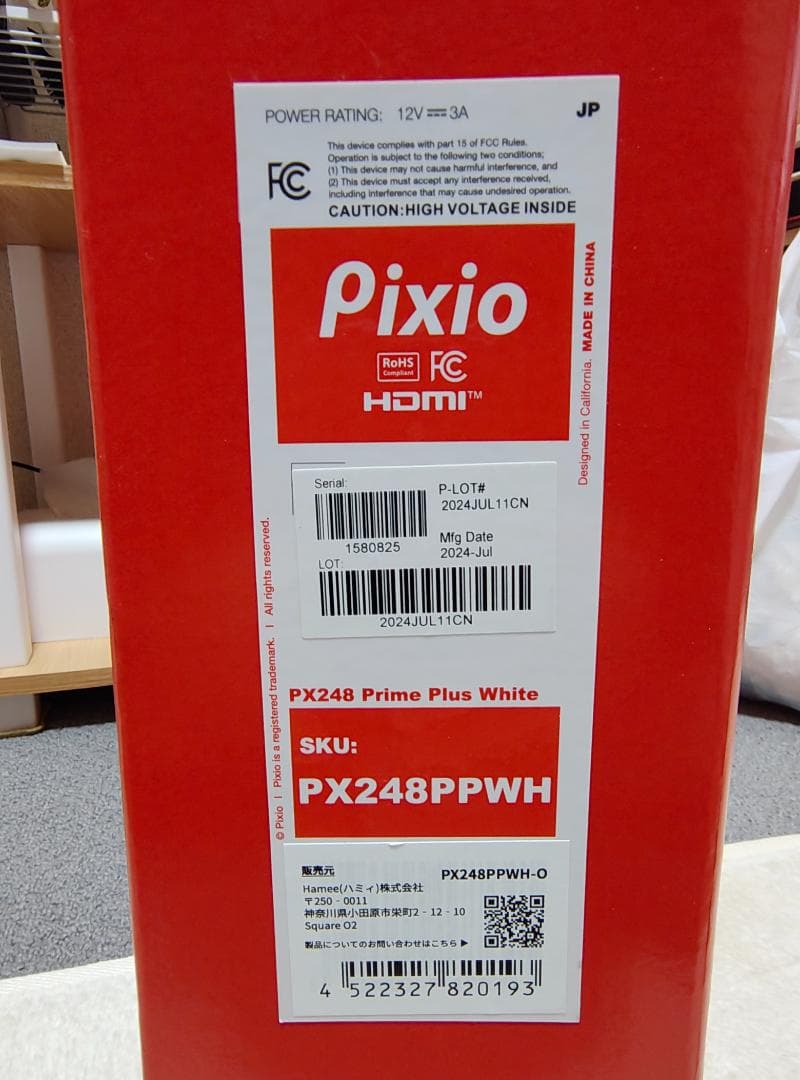 POWER RATING: 12V⎓3A
JP
FC
This device complies with part 15 of FCC Rules.
Operation is subject to the following two conditions;
(1) This device may not cause harmful interference, and
(2) This device must accept any interference received,
including interference that may cause undesired operation.
CAUTION:HIGH VOLTAGE INSIDE
Pixio
RoHS
Compliant
FC
HDMI™
Designed in California. MADE IN CHINA
Serial:
1580825
P-LOT#
2024JUL11CN
Mfg Date
2024-Jul
LOT:
2024JUL11CN
© Pixio | Pixio is a registered trademark. | All rights reserved.
PX248 Prime Plus White
SKU:
PX248PPWH
販売元
PX248PPWH-O
Hamee(ハミィ)株式会社
〒250‐0011
神奈川県小田原市栄町2‐12‐10
Square O2
製品についてのお問い合わせはこちら ▶
4 522327 820193